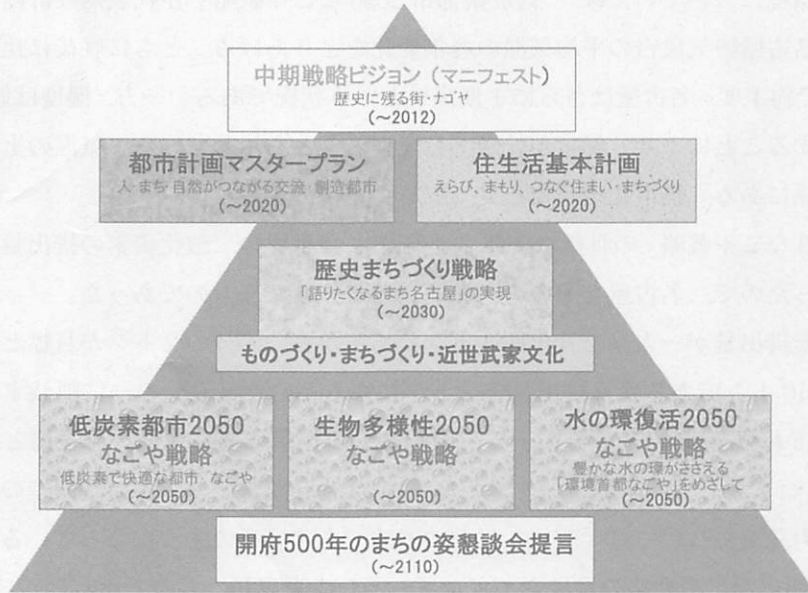 中期戦略ビジョン（マニフェスト）
歴史に残る街・ナゴヤ
（～2012）
都市計画マスタープラン
人・まち・自然がつながる交流・創造都市
（～2020）
住生活基本計画
えらび、まもり、つなぐ住まい・まちづくり
（～2020）
歴史まちづくり戦略
「語りたくなるまち名古屋」の実現
（～2030）
ものづくり・まちづくり・近世武家文化
低炭素都市2050
なごや戦略
低炭素で快適な都市　なごや
（～2050）
生物多様性2050
なごや戦略
（～2050）
水の環復活2050
なごや戦略
豊かな水の環がささえる
「環境首都なごや」をめざして
（～2050）
開府500年のまちの姿懇談会提言
（～2110）